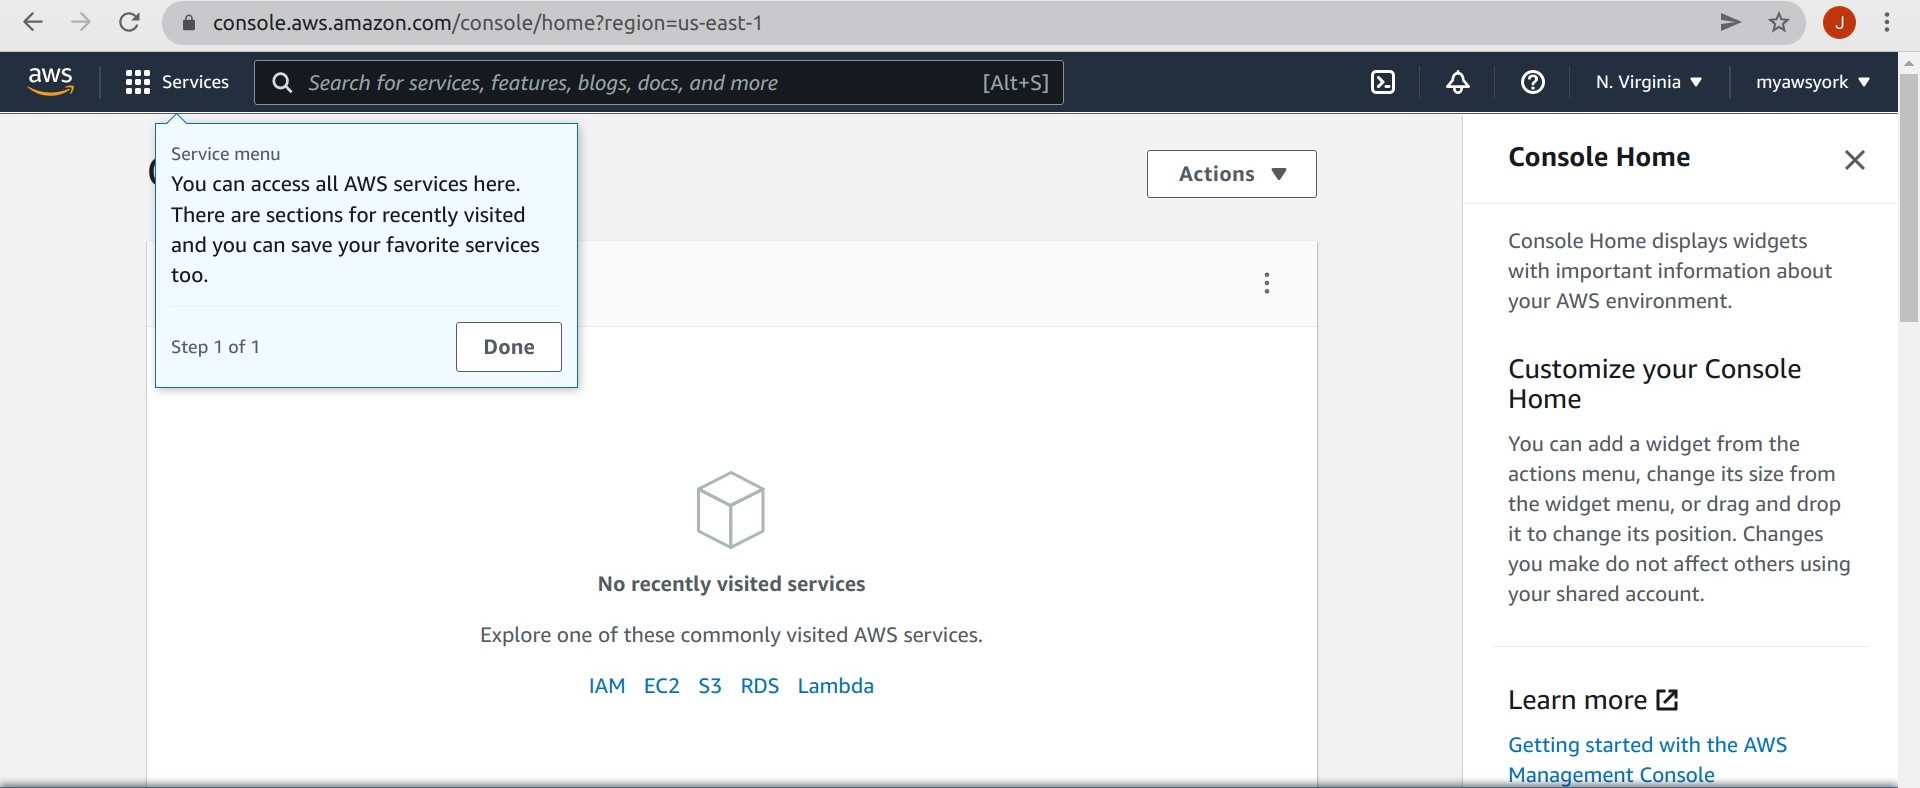 console.aws.amazon.com/console/home?region=us-east-1
J
aws
Services
Search for services, features, blogs, docs, and more
[Alt+S]
N. Virginia
myawsyork
Service menu
You can access all AWS services here.
There are sections for recently visited
and you can save your favorite services
too.
Step 1 of 1
Done
Actions
No recently visited services
Explore one of these commonly visited AWS services.
IAM EC2 S3 RDS Lambda
Console Home
Console Home displays widgets
with important information about
your AWS environment.
Customize your Console
Home
You can add a widget from the
actions menu, change its size from
the widget menu, or drag and drop
it to change its position. Changes
you make do not affect others using
your shared account.
Learn more
Getting started with the AWS
Management Console